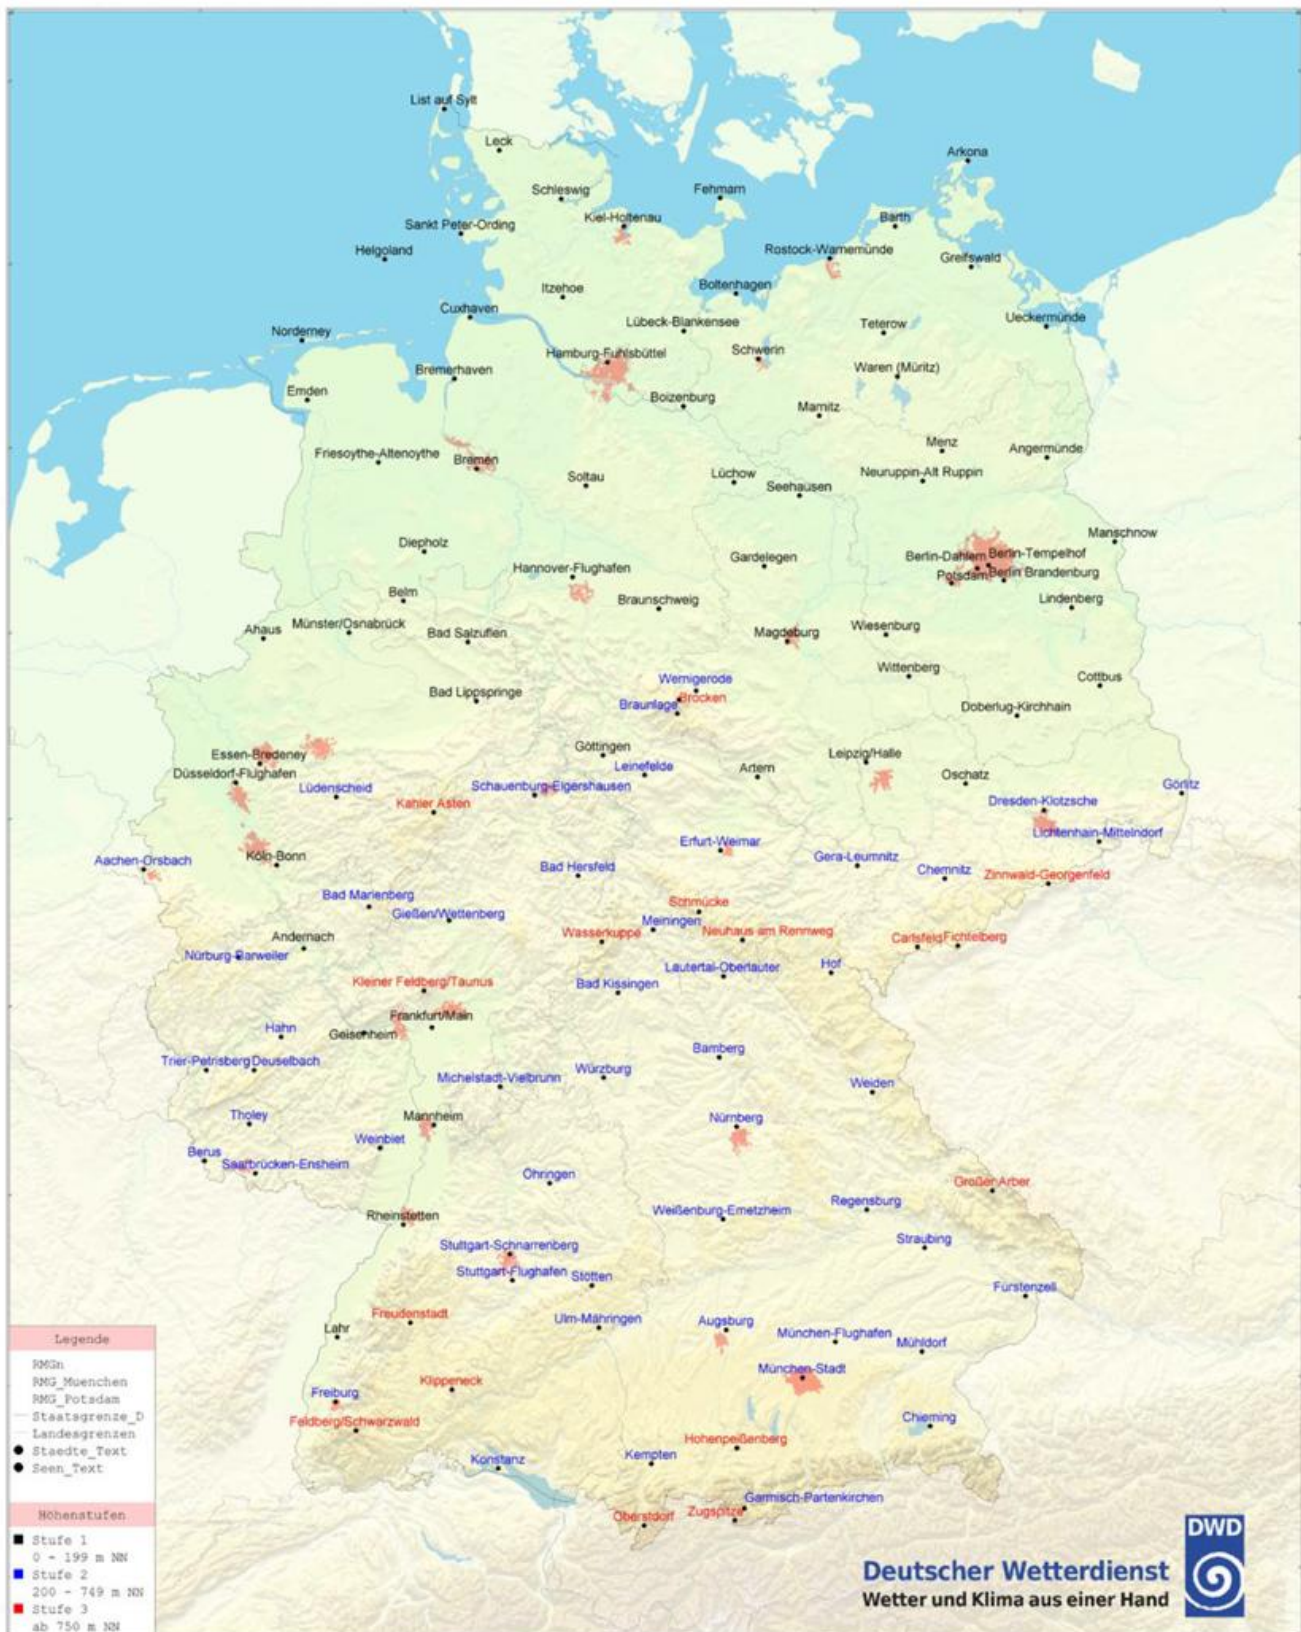 List auf Sylt
Leck
Arkona
Schleswig
Fehmarn
Kiel-Holtenau
Barth
Sankt Peter-Ording
Helgoland
Rostock-Warnemünde
Greifswald
Itzehoe
Boltenhagen
Cuxhaven
Lübeck-Blankensee
Ueckermünde
Norderney
Teterow
Hamburg-Fuhlsbüttel
Schwerin
Bremerhaven
Waren (Müritz)
Emden
Boizenburg
Marnitz
Friesoythe-Altenoythe
Bremen
Menz
Angermünde
Soltau
Lüchow
Neuruppin-Alt Ruppin
Seehausen
Manschnow
Diepholz
Gardelegen
Berlin-Dahlem
Berlin-Tempelhof
Hannover-Flughafen
Potsdam
Berlin Brandenburg
Belm
Braunschweig
Lindenberg
Ahaus
Münster/Osnabrück
Bad Salzuflen
Magdeburg
Wiesenburg
Wittenberg
Cottbus
Wernigerode
Bad Lippspringe
Brocken
Braunlage
Doberlug-Kirchhain
Essen-Bredeney
Göttingen
Leipzig/Halle
Düsseldorf-Flughafen
Leinefelde
Artern
Oschatz
Lüdenscheid
Schauenburg-Elgershausen
Görlitz
Kahler Asten
Dresden-Klotzsche
Lichtenhain-Mittelndorf
Aachen-Orsbach
Köln-Bonn
Erfurt-Weimar
Bad Hersfeld
Gera-Leumnitz
Chemnitz
Zinnwald-Georgenfeld
Bad Marienberg
Gießen/Wettenberg
Schmücke
Meiningen
Andernach
Wasserkuppe
Neuhaus am Rennweg
Carlsfeld
Fichtelberg
Nürburg-Barweiler
Lautertal-Oberlauter
Hof
Kleiner Feldberg/Taunus
Bad Kissingen
Frankfurt/Main
Hahn
Geisenheim
Trier-Petrisberg
Deuselbach
Bamberg
Michelstadt-Vielbrunn
Würzburg
Weiden
Tholey
Mannheim
Nürnberg
Weinbiet
Berus
Saarbrücken-Ensheim
Öhringen
Großer Arber
Regensburg
Rheinstetten
Weißenburg-Emetzheim
Stuttgart-Schnarrenberg
Straubing
Stuttgart-Flughafen
Stötten
Fürstenzell
Freudenstadt
Ulm-Mähringen
Augsburg
Lahr
München-Flughafen
Mühldorf
München-Stadt
Klippeneck
Freiburg
Feldberg/Schwarzwald
Chieming
Hohenpeißenberg
Konstanz
Kempten
Garmisch-Partenkirchen
Oberstdorf
Zugspitze
Legende
RMGn
RMG_Muenchen
RMG_Potsdam
Staatsgrenze_D
Landesgrenzen
Staedte_Text
Seen_Text
Höhenstufen
Stufe 1
0 - 199 m NN
Stufe 2
200 - 749 m NN
Stufe 3
ab 750 m NN
DWD
Deutscher Wetterdienst
Wetter und Klima aus einer Hand